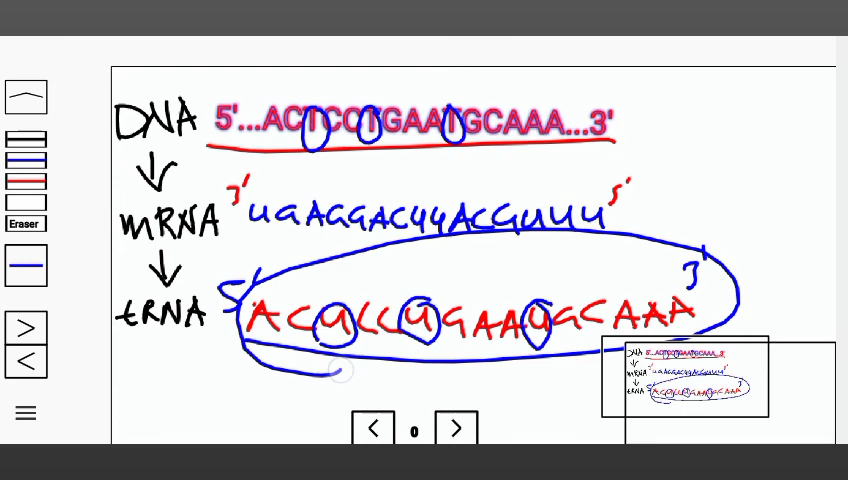 DNA 5'...ACTCCTGAATGCAAA...3'
mRNA 3' UGAGGACUUACGUUU 5'
Eraser
tRNA 5' ACUCCUGAAUGCAAA 3'
0